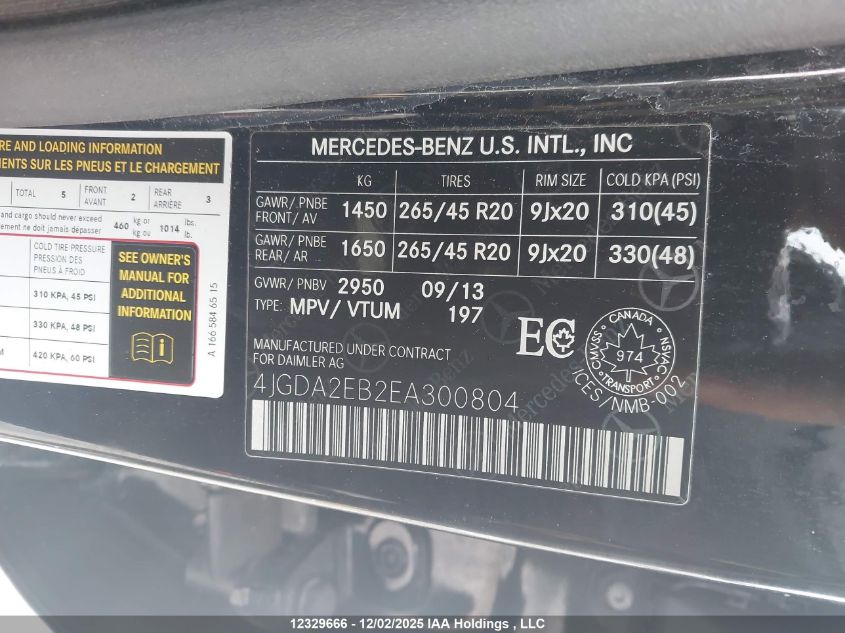 RE AND LOADING INFORMATION
MENTS SUR LES PNEUS ET LE CHARGEMENT
TOTAL 5 FRONT AVANT 2 REAR ARRIÈRE 3
and cargo should never exceed 460 kg or 1014 lbs.
rement ne doit jamais dépasser kg ou lb.
COLD TIRE PRESSURE
PRESSION DES
PNEUS À FROID
310 KPA, 45 PSI
330 KPA, 48 PSI
420 KPA, 60 PSI
SEE OWNER'S
MANUAL FOR
ADDITIONAL
INFORMATION
A 166 584 65 15
MERCEDES-BENZ U.S. INTL., INC
KG TIRES RIM SIZE COLD KPA (PSI)
GAWR/ PNBE
FRONT/ AV 1450 265/45 R20 9Jx20 310(45)
GAWR/ PNBE
REAR/ AR 1650 265/45 R20 9Jx20 330(48)
GVWR/ PNBV 2950 09/13
TYPE: MPV/ VTUM 197
MANUFACTURED UNDER CONTRACT
FOR DAIMLER AG
EC
CANADA
CMVSS NSVAC
974
TRANSPORT
ICES/NMB-002
4JGDA2EB2EA300804
Mercedes-Benz
12329666 - 12/02/2025 IAA Holdings , LLC